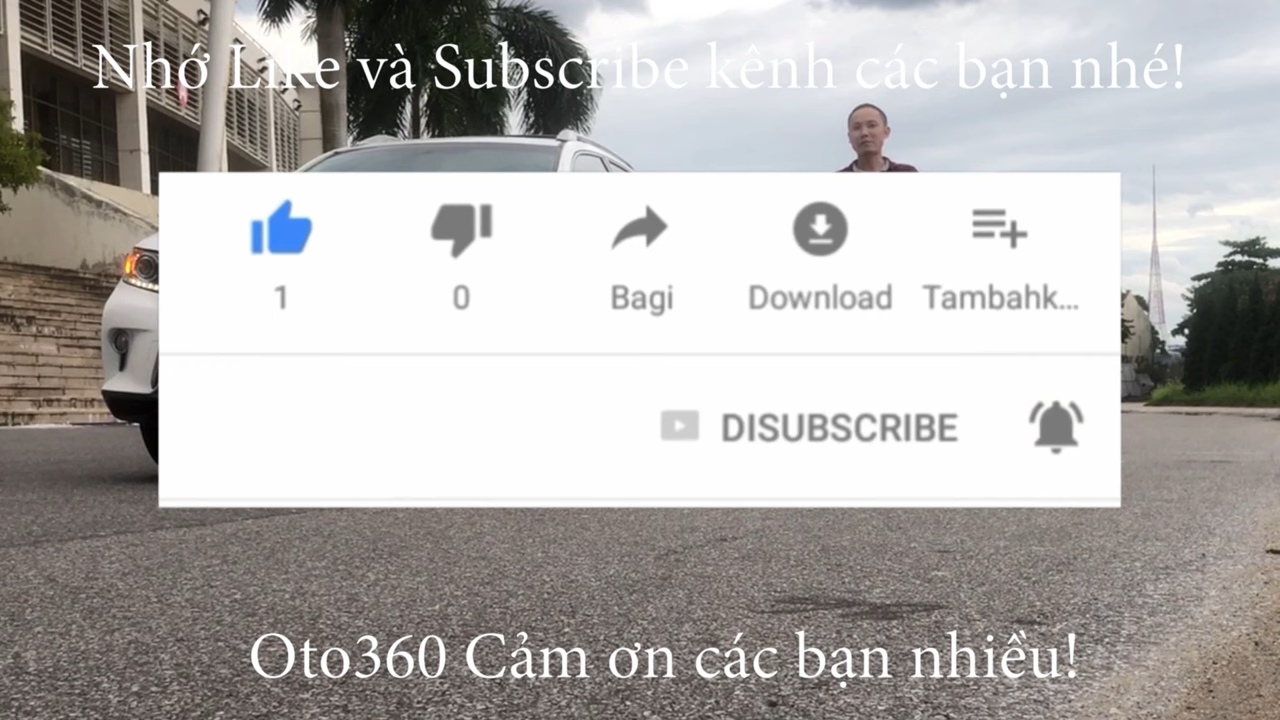 Nhớ Like và Subscribe kênh các bạn nhé!
1 0 Bagi Download Tambahk...
DISUBSCRIBE
Oto360 Cảm ơn các bạn nhiều!